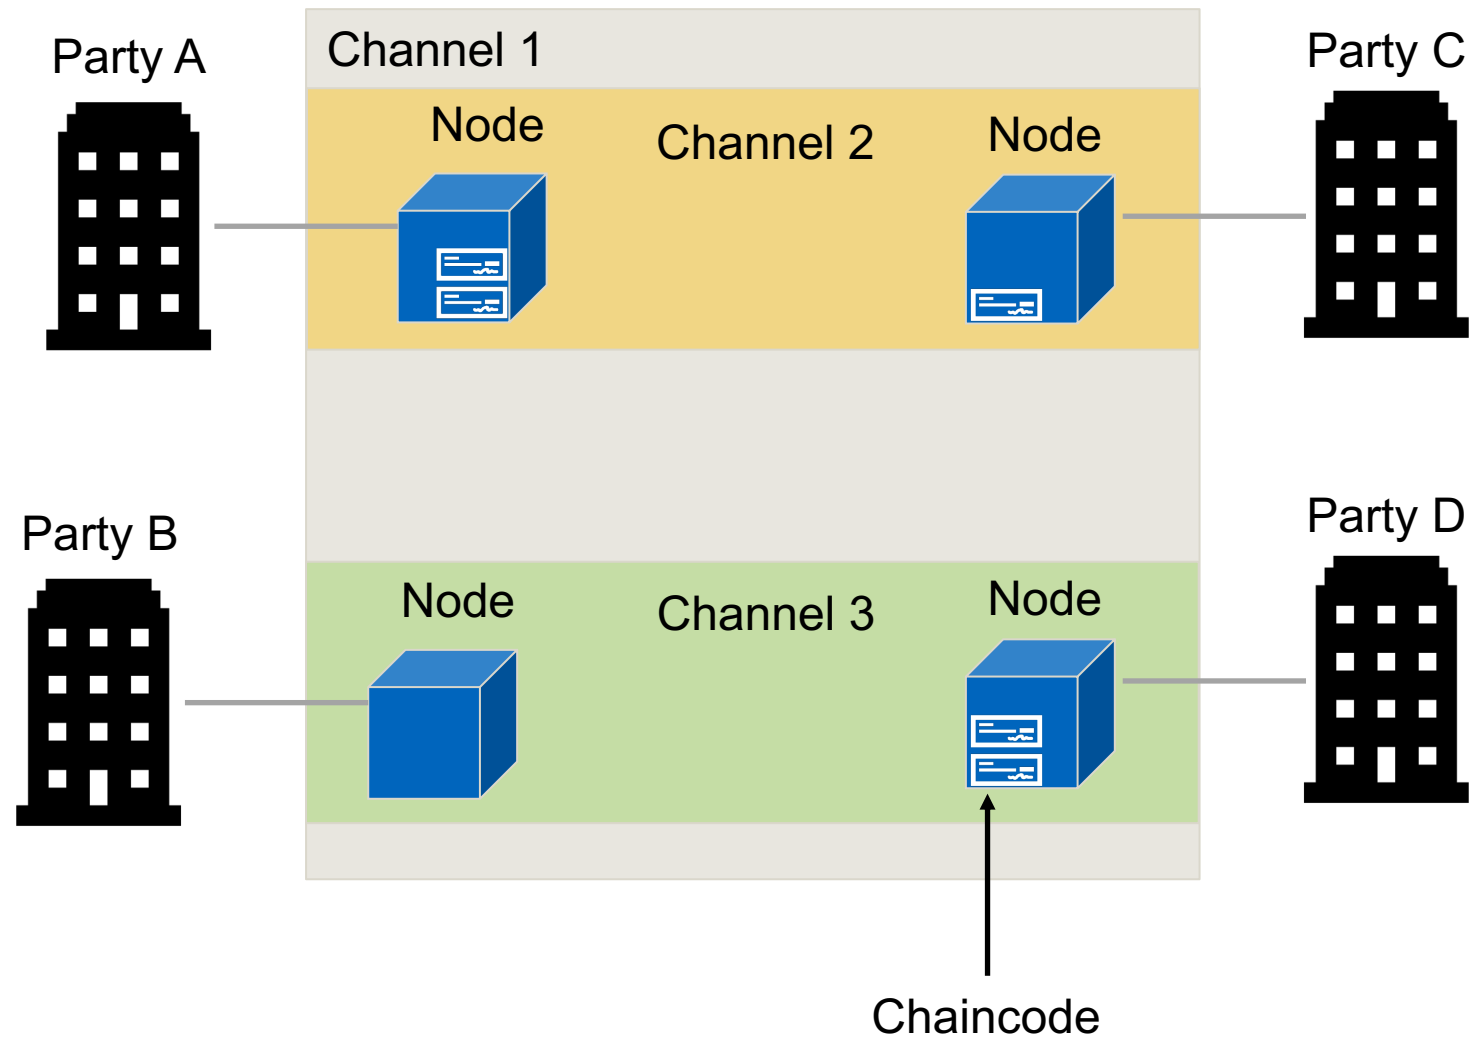 Party A
Channel 1
Party C
Node
Channel 2
Node
Party B
Party D
Node
Channel 3
Node
Chaincode